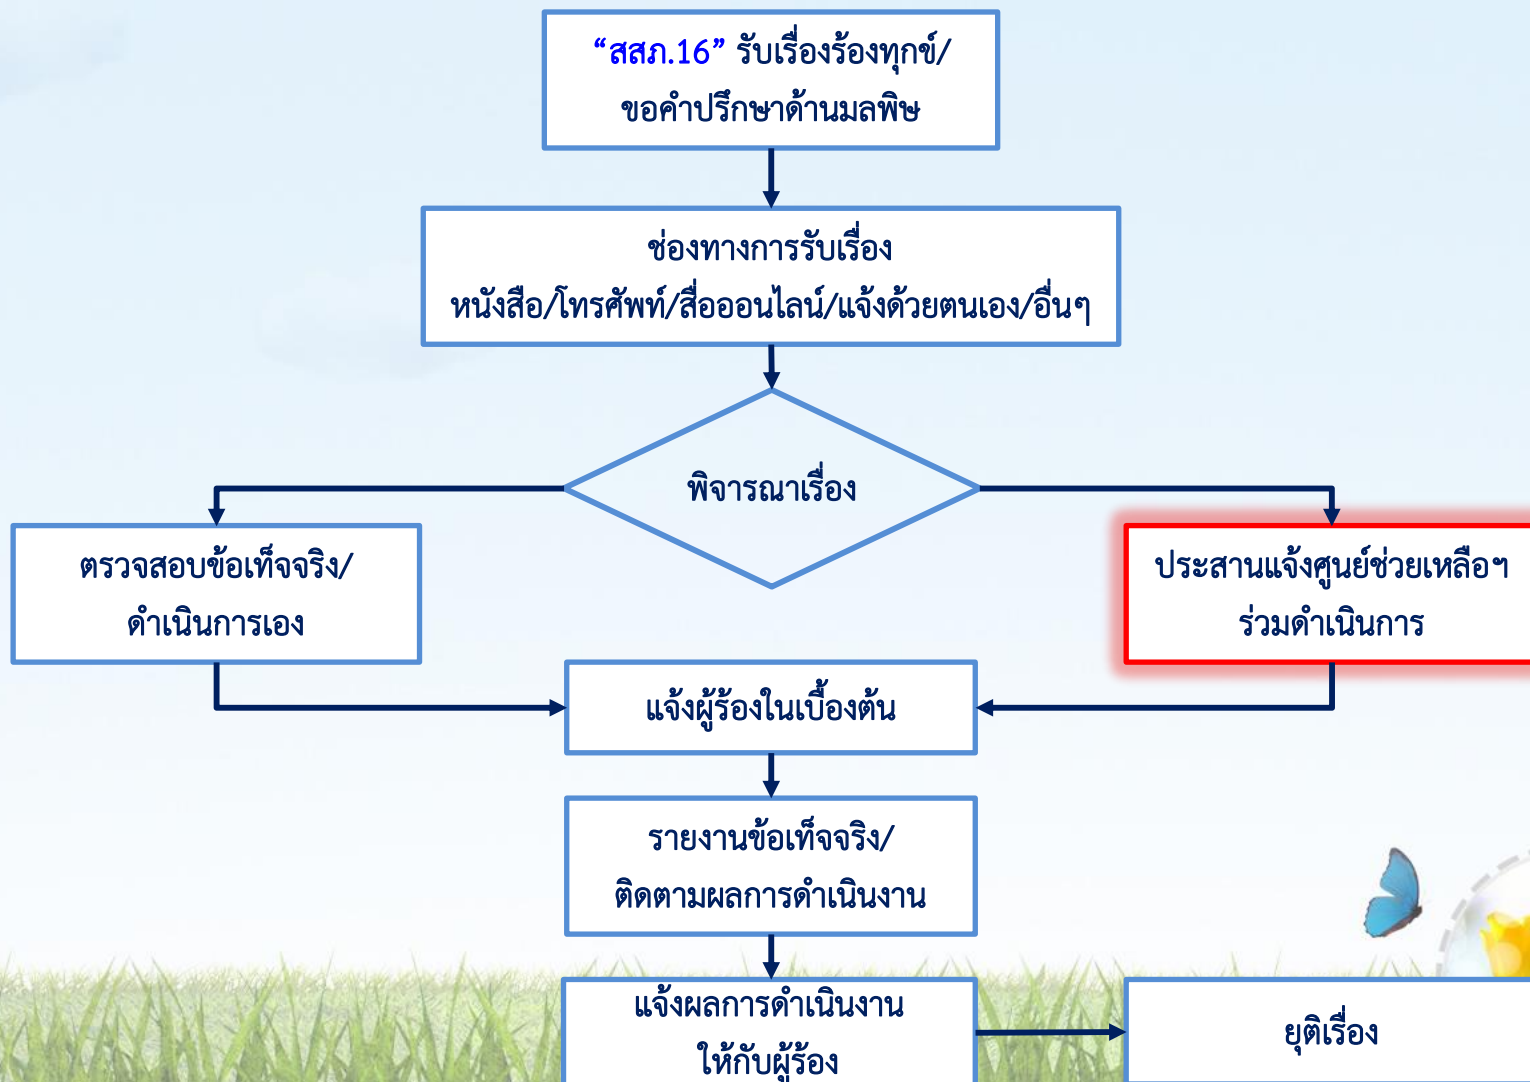 “สสภ.16” รับเรื่องร้องทุกข์/
ขอคำปรึกษาด้านมลพิษ
ช่องทางการรับเรื่อง
หนังสือ/โทรศัพท์/สื่อออนไลน์/แจ้งด้วยตนเอง/อื่นๆ
พิจารณาเรื่อง
ตรวจสอบข้อเท็จจริง/
ดำเนินการเอง
ประสานแจ้งศูนย์ช่วยเหลือฯ
ร่วมดำเนินการ
แจ้งผู้ร้องในเบื้องต้น
รายงานข้อเท็จจริง/
ติดตามผลการดำเนินงาน
แจ้งผลการดำเนินงาน
ให้กับผู้ร้อง
ยุติเรื่อง